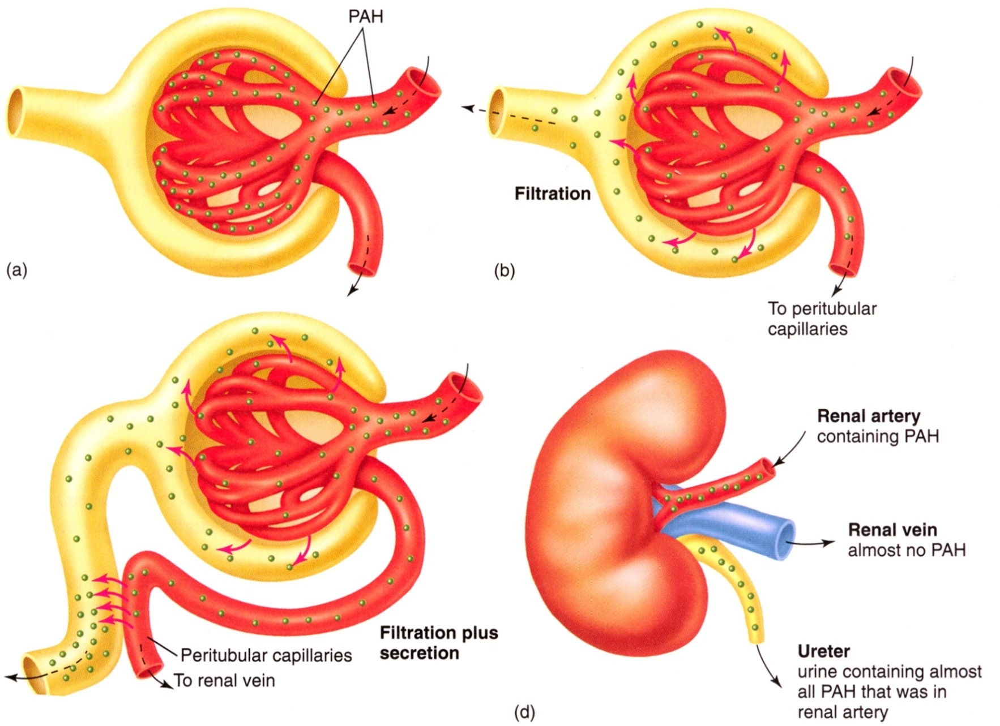 PAH
(a)
Filtration
(b)
To peritubular
capillaries
Filtration plus
secretion
Peritubular capillaries
To renal vein
Renal artery
containing PAH
Renal vein
almost no PAH
Ureter
urine containing almost
all PAH that was in
renal artery
(d)